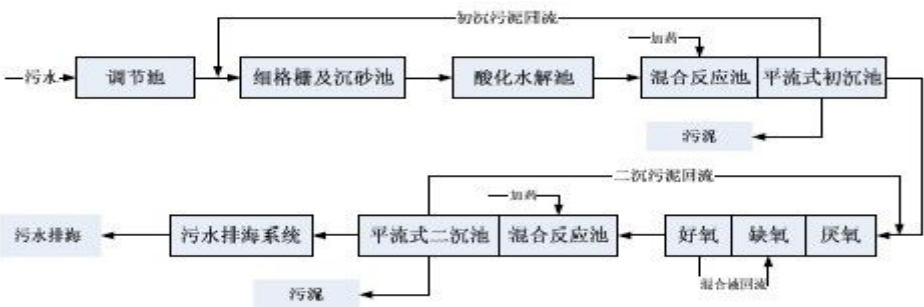 初沉污泥回流
加药
污水
调节池
细格栅及沉砂池
酸化水解池
混合反应池
平流式初沉池
污泥
二沉污泥回流
加药
污水排海
污水排海系统
平流式二沉池
混合反应池
好氧
缺氧
厌氧
混合液回流
污泥